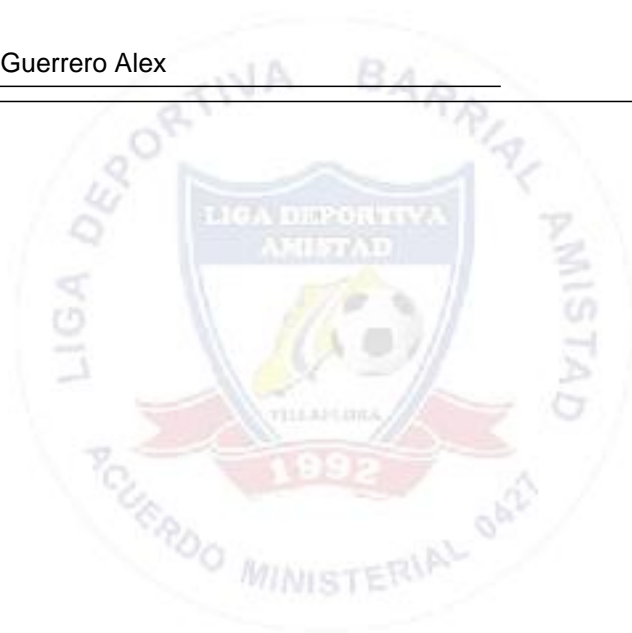 Guerrero Alex
LIGA DEPORTIVA BARRIAL AMISTAD
LIGA DEPORTIVA
AMISTAD
VILLAFLORA
1992
ACUERDO MINISTERIAL 0427